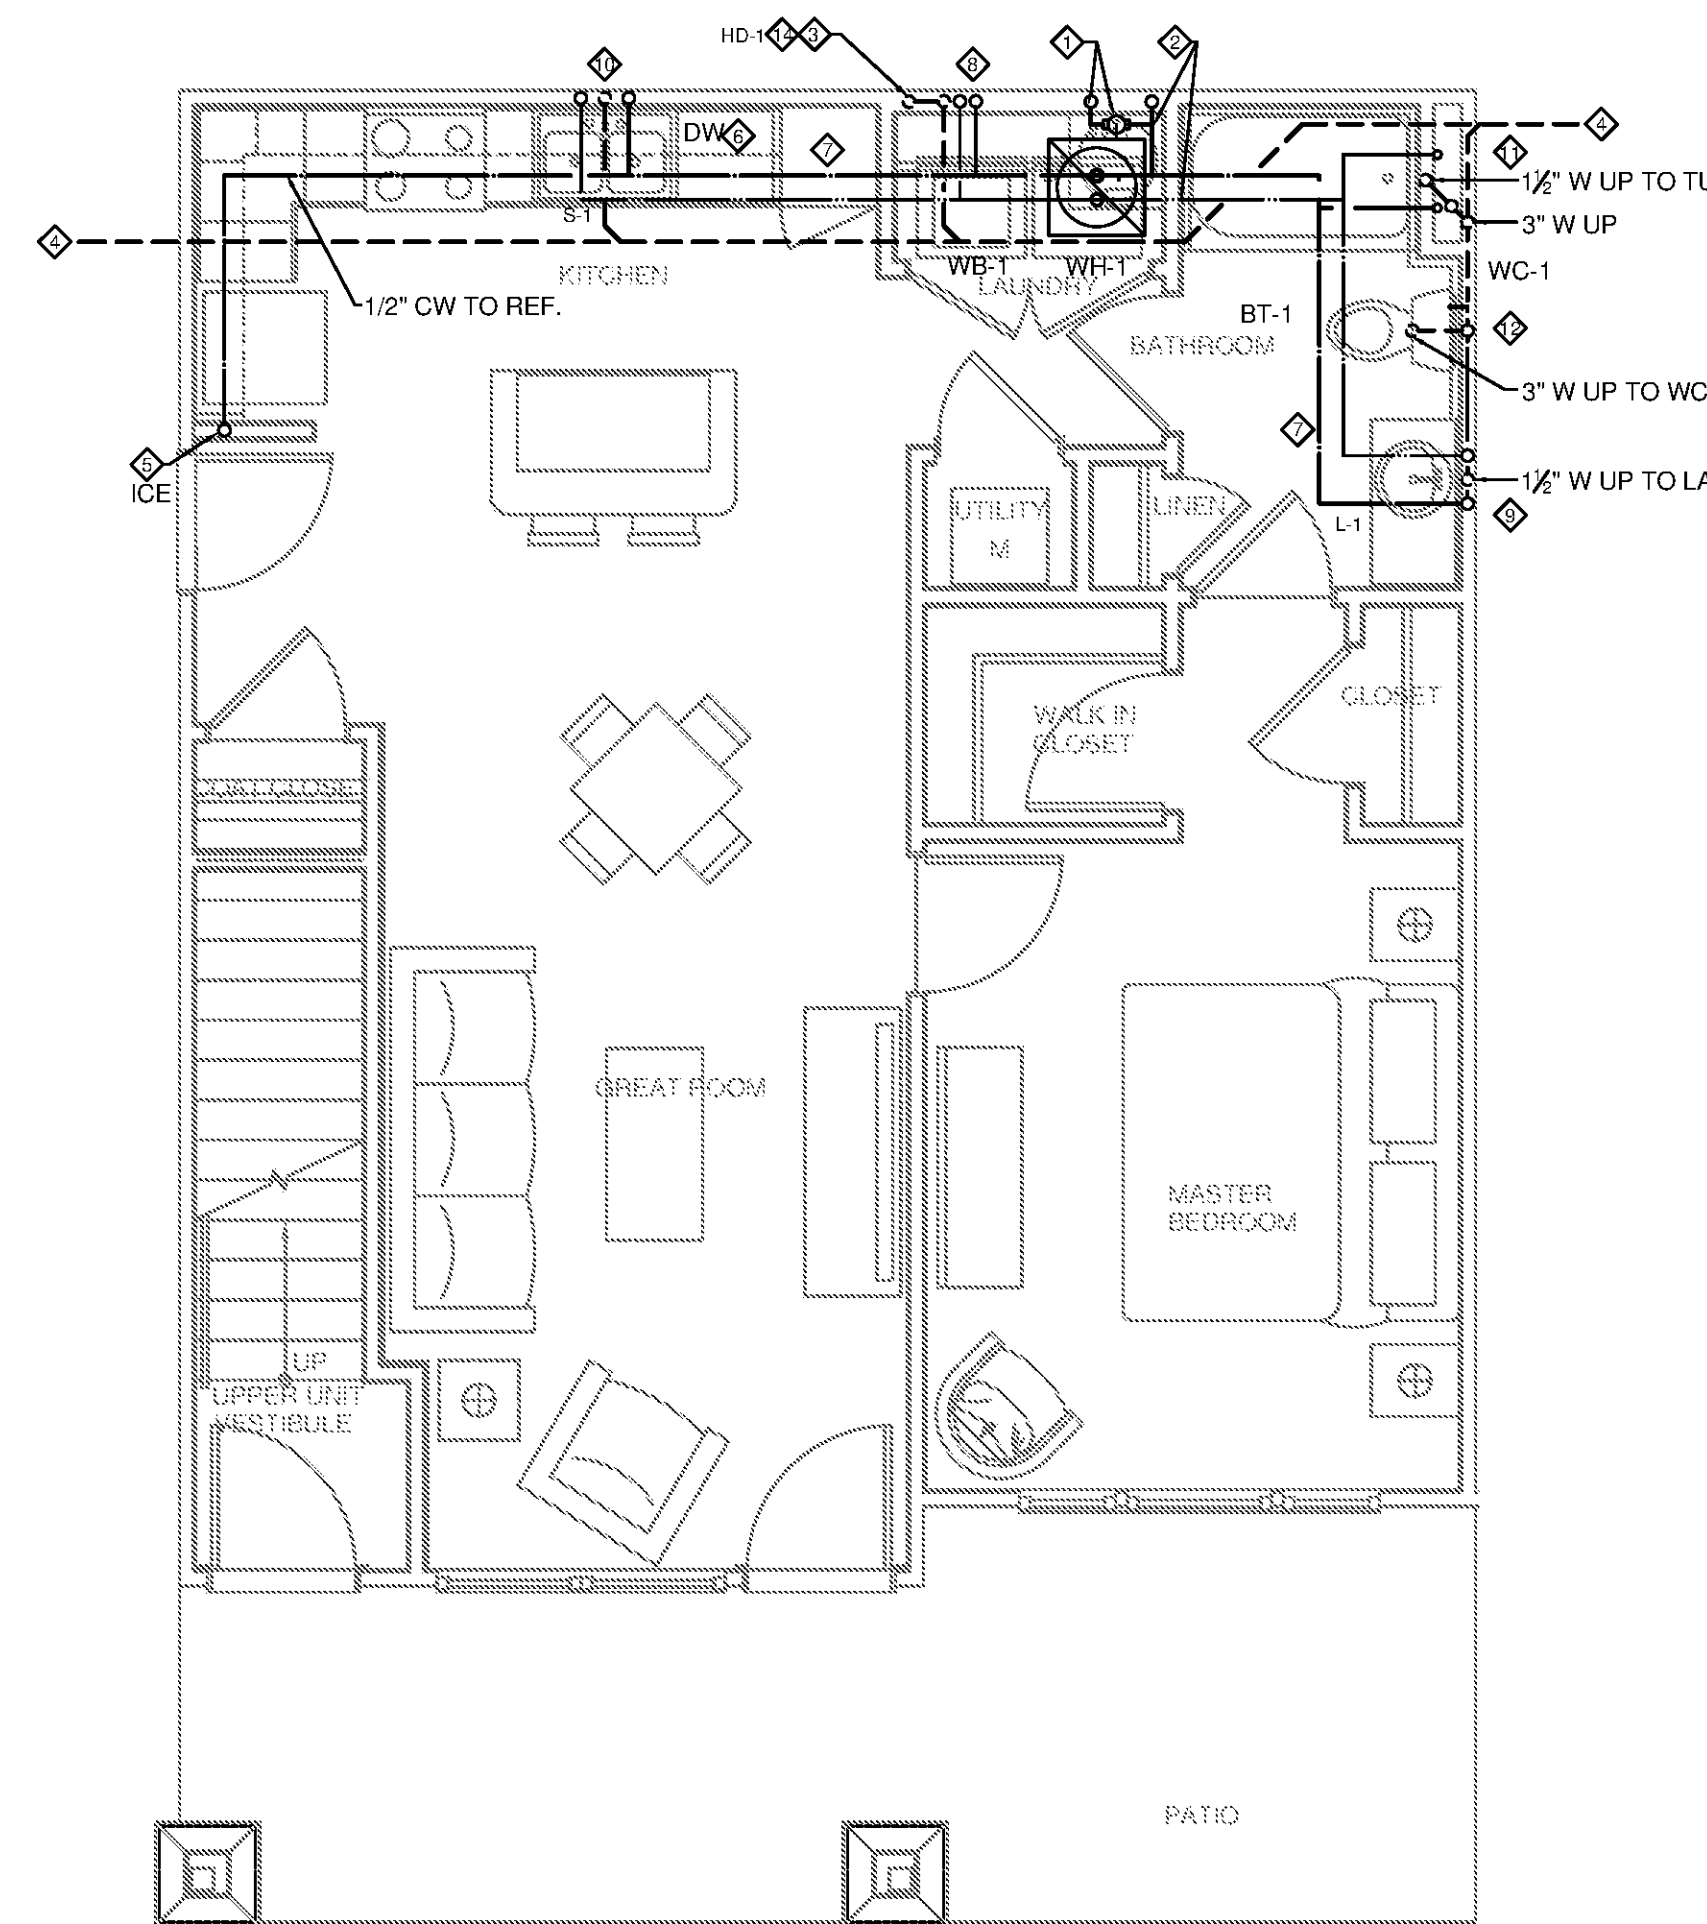 HD-1 14 3
1
2
10
8
DW 6
7
4
11
1½" W UP TO TU
S-1
3" W UP
4
KITCHEN
WB-1
WH-1
LAUNDRY
WC-1
1/2" CW TO REF.
BT-1
BATHROOM
12
3" W UP TO WC
7
5
ICE
1½" W UP TO LA
UTILITY
M
LINEN
L-1
9
WALK IN
CLOSET
CLOSET
COAT CLOSE
GREAT ROOM
MASTER
BEDROOM
UP
UPPER UNIT
VESTIBULE
PATIO